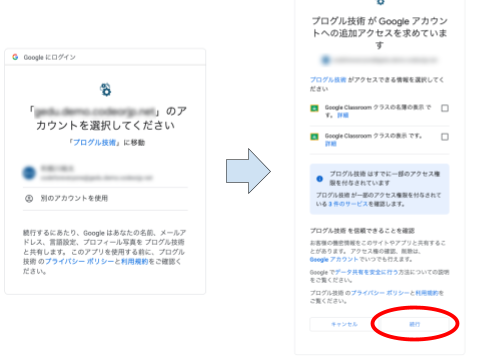 Google にログイン
「 」のア
カウントを選択してください
「プログル技術」に移動
別のアカウントを使用
続行するにあたり、Google はあなたの名前、メールア
ドレス、言語設定、プロフィール写真を プログル技術
と共有します。このアプリを使用する前に、プログル
技術 のプライバシー ポリシーと利用規約をご確認く
ださい。
プログル技術 が Google アカウン
トへの追加アクセスを求めていま
す
プログル技術 がアクセスできる情報を選択してく
ださい
Google Classroom クラスの名簿の表示 で
す。 詳細
Google Classroom クラスの表示 です。
詳細
プログル技術 はすでに一部のアクセス権
限を付与されています
プログル技術 が一部のアクセス権限を付与されて
いる 3 件のサービスを確認します。
プログル技術 を信頼できることを確認
お客様の機密情報をこのサイトやアプリと共有するこ
とがあります。 アクセス権の確認、削除は、
Google アカウントでいつでも行えます。
Google でデータ共有を安全に行う方法についての説明
をご覧ください。
プログル技術 のプライバシー ポリシーと利用規約を
ご覧ください。
キャンセル
続行